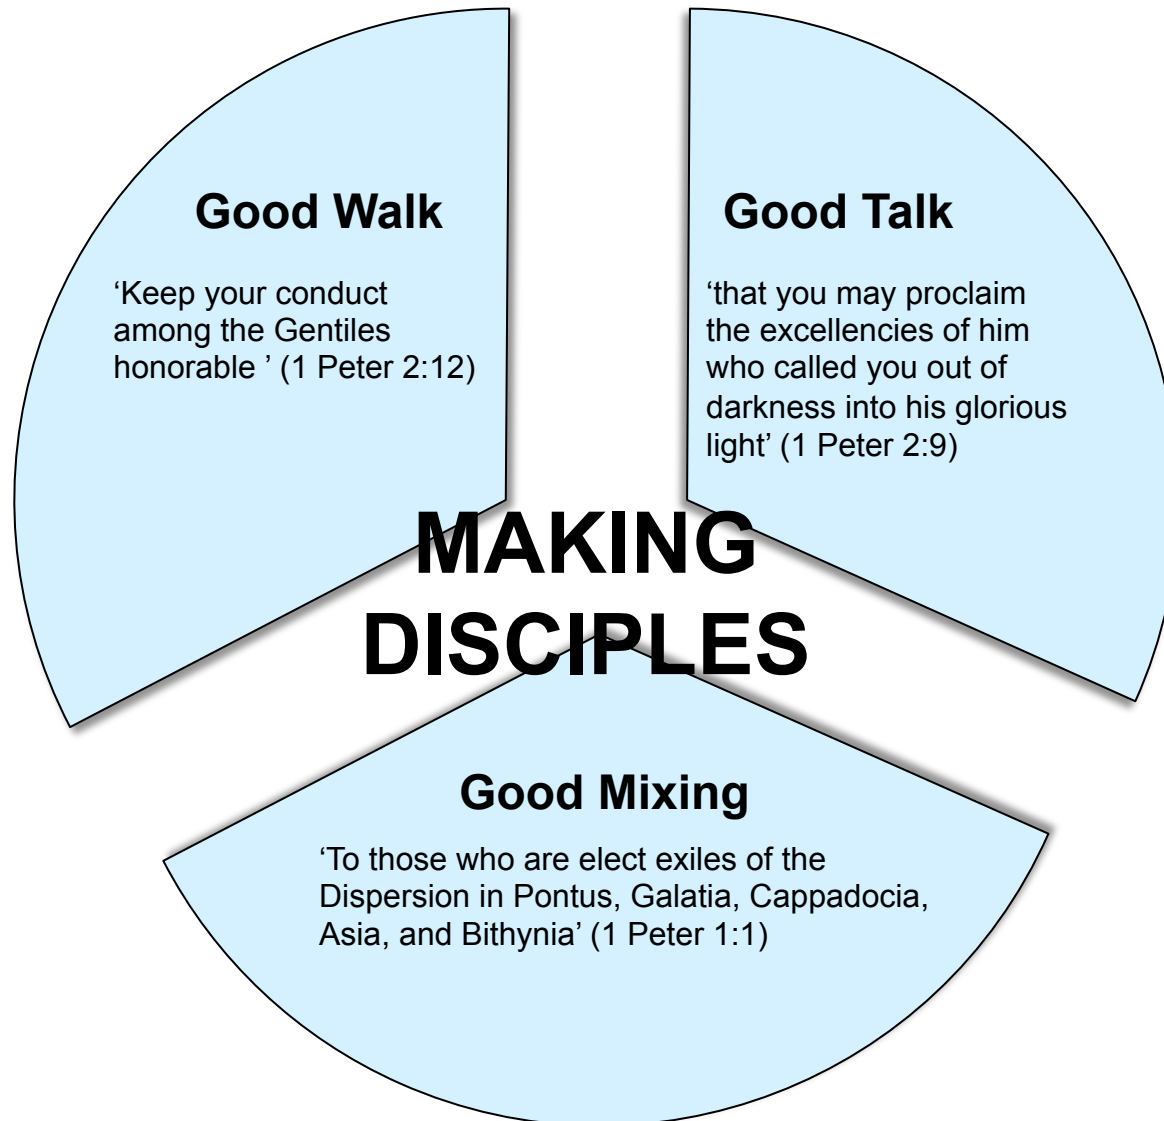 Good Walk
‘Keep your conduct
among the Gentiles
honorable ’ (1 Peter 2:12)
Good Talk
‘that you may proclaim
the excellencies of him
who called you out of
darkness into his glorious
light’ (1 Peter 2:9)
MAKING
DISCIPLES
Good Mixing
‘To those who are elect exiles of the
Dispersion in Pontus, Galatia, Cappadocia,
Asia, and Bithynia’ (1 Peter 1:1)